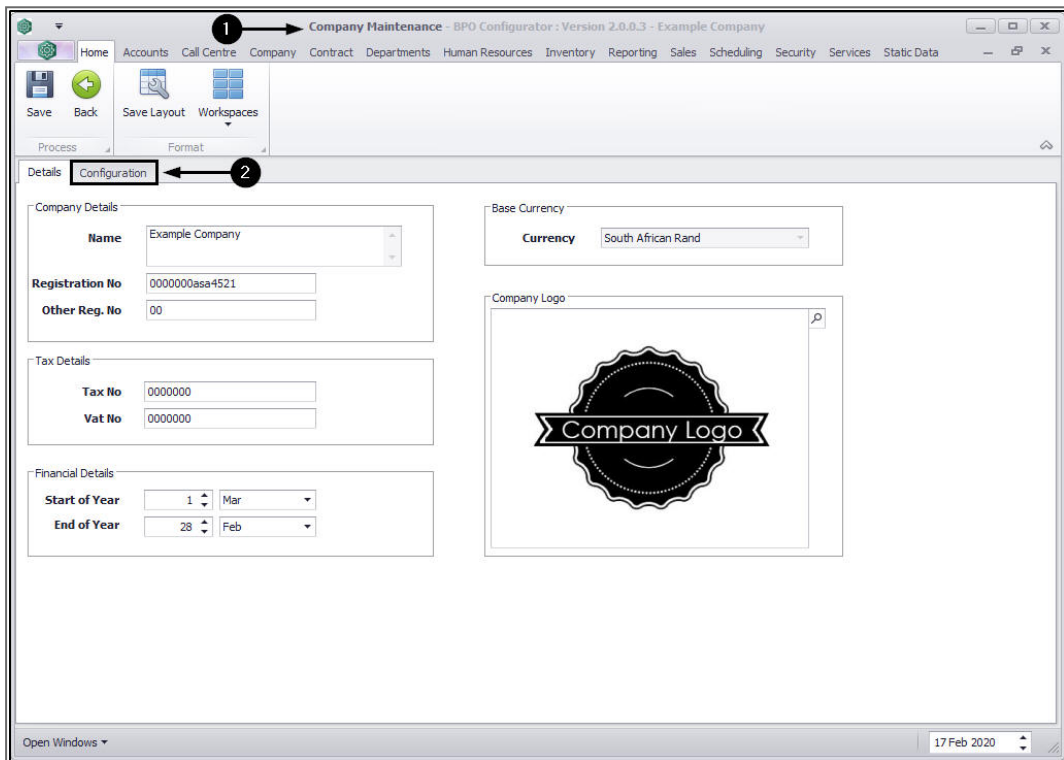 1
Company Maintenance - BPO Configurator : Version 2.0.0.3 - Example Company
Home Accounts Call Centre Company Contract Departments Human Resources Inventory Reporting Sales Scheduling Security Services Static Data
Save Back Save Layout Workspaces
Process Format
Details Configuration 2
Company Details
Name Example Company
Registration No 0000000asa4521
Other Reg. No 00
Tax Details
Tax No 0000000
Vat No 0000000
Financial Details
Start of Year 1 Mar
End of Year 28 Feb
Base Currency
Currency South African Rand
Company Logo
Company Logo
Open Windows 17 Feb 2020